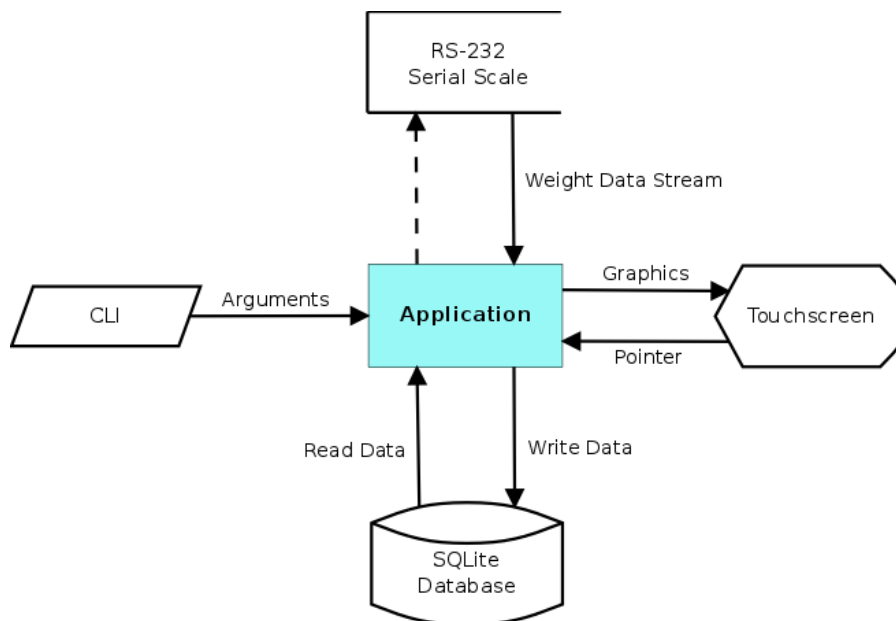 RS-232
Serial Scale
Weight Data Stream
Graphics
Arguments
Application
CLI
Touchscreen
Pointer
Read Data
Write Data
SQLite
Database